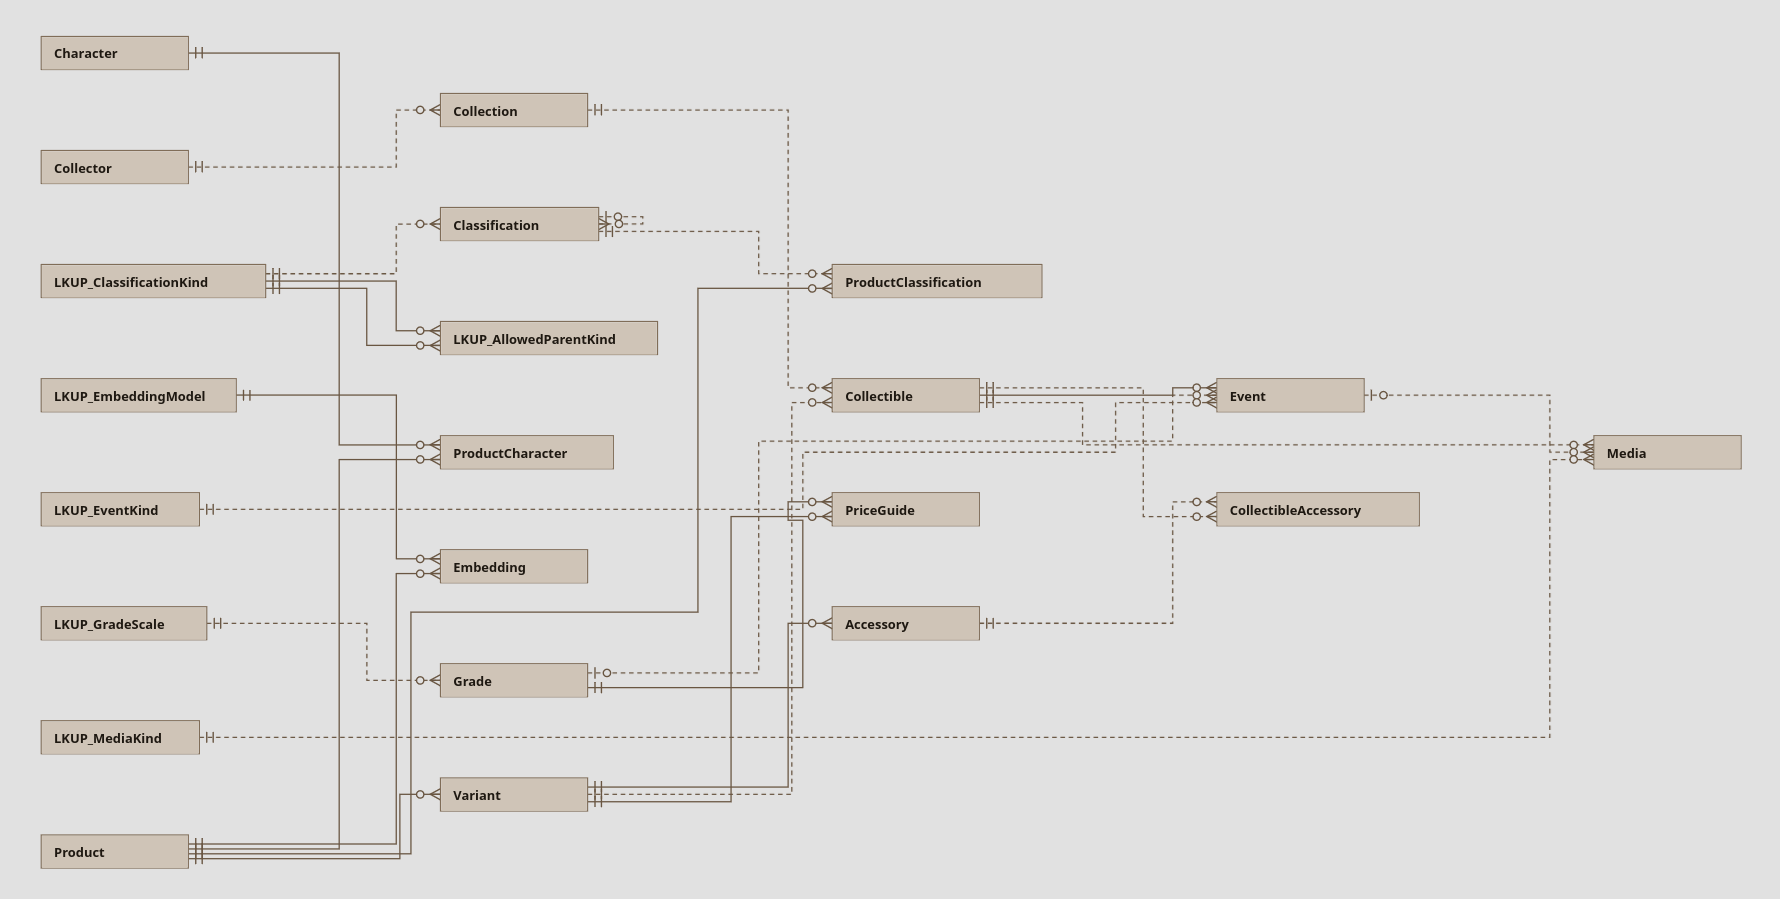 Character
Collection
Collector
Classification
LKUP_ClassificationKind
ProductClassification
LKUP_AllowedParentKind
LKUP_EmbeddingModel
Collectible
Event
ProductCharacter
Media
LKUP_EventKind
PriceGuide
CollectibleAccessory
Embedding
LKUP_GradeScale
Accessory
Grade
LKUP_MediaKind
Variant
Product